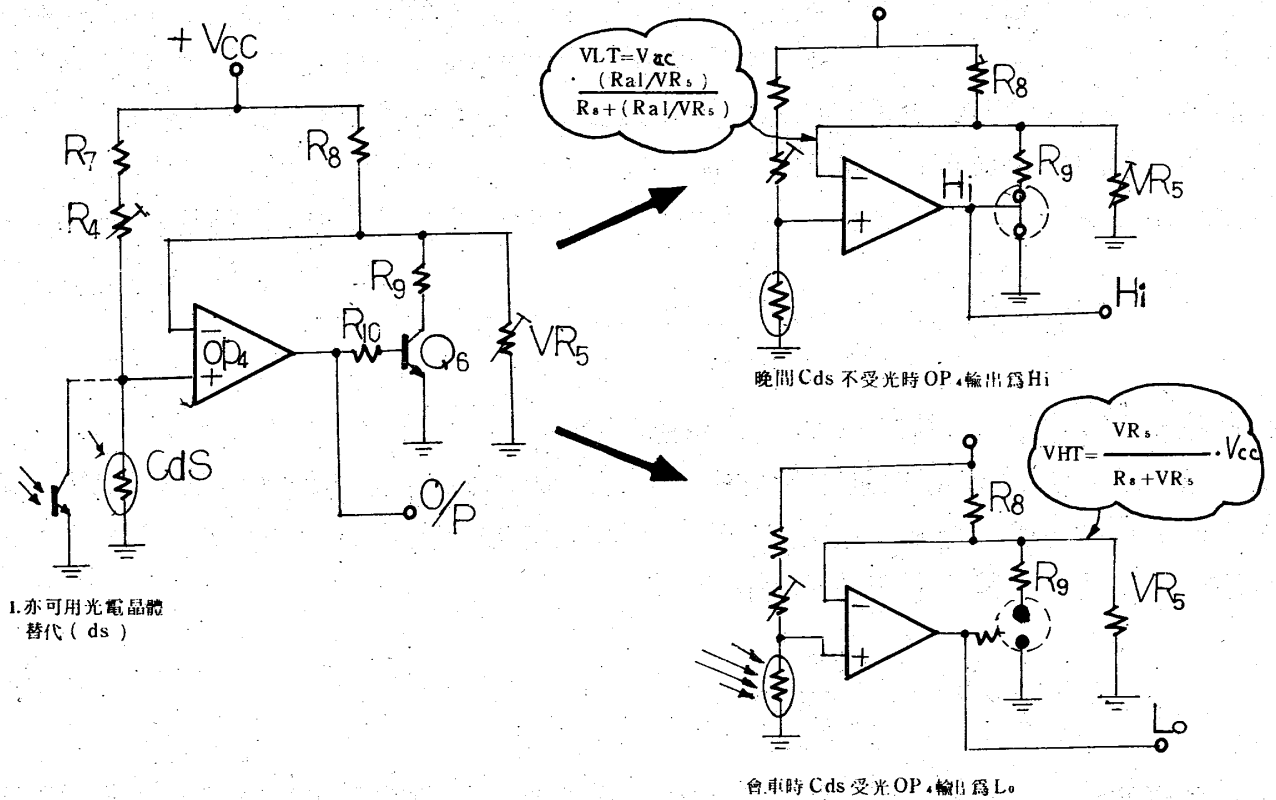 + VCC
R7
R8
R4
R9
OP4
−
+
R10
Q6
VR5
CdS
O/P
1.亦可用光電晶體
替代( ds )
VLT=Vcc
· (Ral/VR5)
R8+(Ral/VR5)
R8
R9
VR5
−
+
Hi
Hi
晚間Cds 不受光時OP4輸出爲Hi
VHT= VR5 / R8+VR5 · Vcc
R8
R9
VR5
−
+
Lo
會車時Cds 受光OP4輸出爲Lo